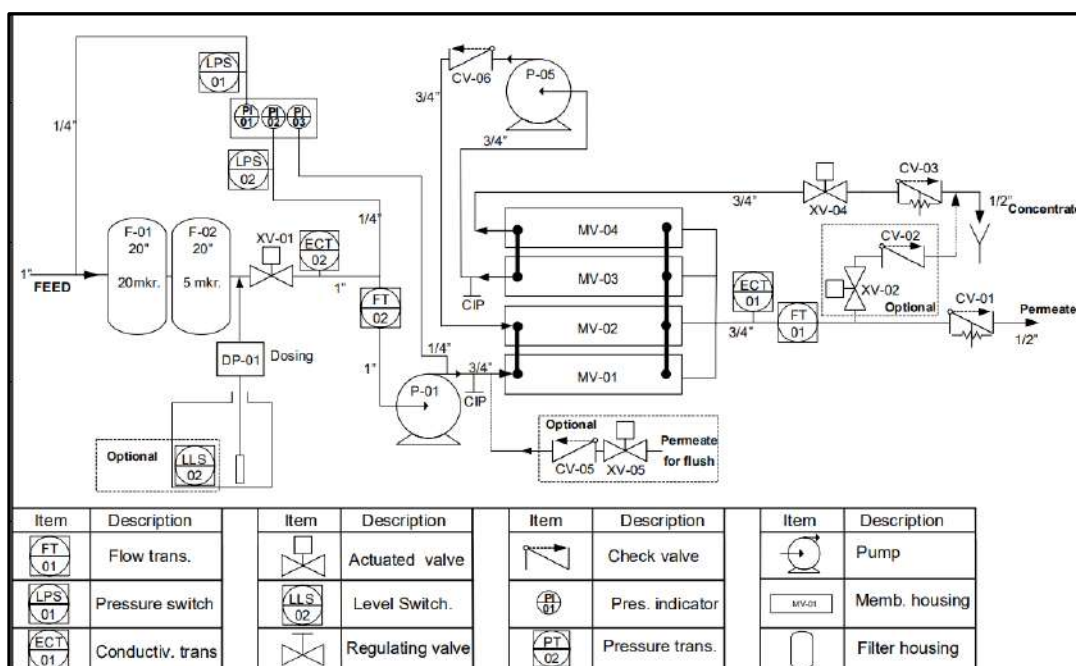 LPS
01
PI
01
PI
02
PI
03
1/4"
LPS
02
CV-06
P-05
3/4"
3/4"
F-01
20"
20mkr.
F-02
20"
5 mkr.
XV-01
ECT
02
1"
FEED
1"
1/4"
FT
02
1"
DP-01
Dosing
Optional
LLS
02
P-01
1/4"
3/4"
CIP
CIP
MV-04
MV-03
MV-02
MV-01
3/4"
XV-04
CV-03
1/2"
Concentrate
CV-02
XV-02
Optional
ECT
01
3/4"
FT
01
CV-01
Permeate
1/2"
Optional
CV-05
XV-05
Permeate
for flush
Item Description Item Description Item Description Item Description
FT
01
Flow trans.
Actuated valve
Check valve
Pump
LPS
01
Pressure switch
LLS
02
Level Switch.
PI
01
Pres. indicator
MV-01
Memb. housing
ECT
01
Conductiv. trans
Regulating valve
PT
02
Pressure trans.
Filter housing